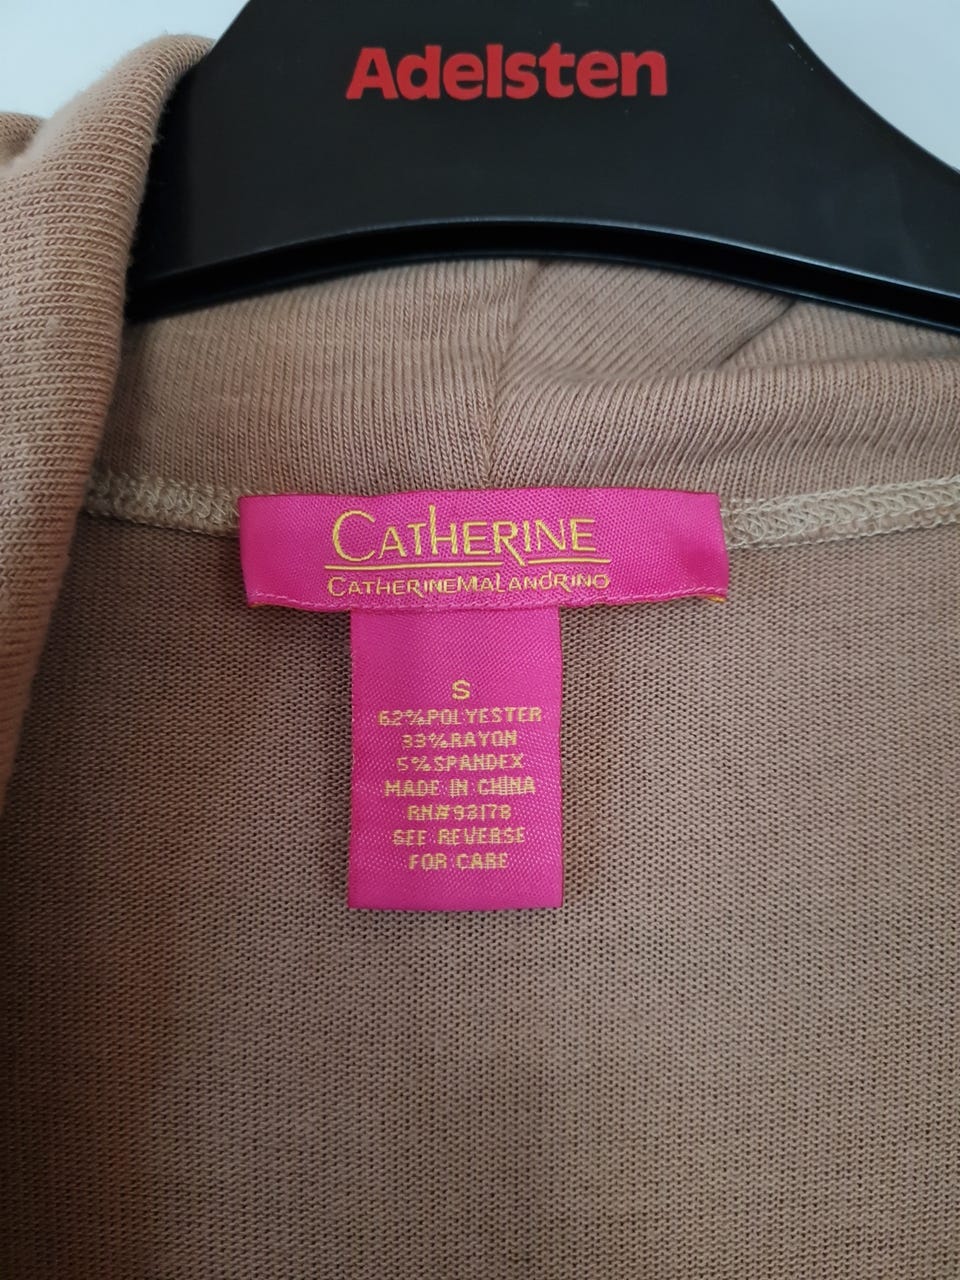 Adelsten
CATHERINE
CATHERINEMALANDRINO
S
62%POLYESTER
33%RAYON
5%SPANDEX
MADE IN CHINA
RN#93178
SEE REVERSE
FOR CARE